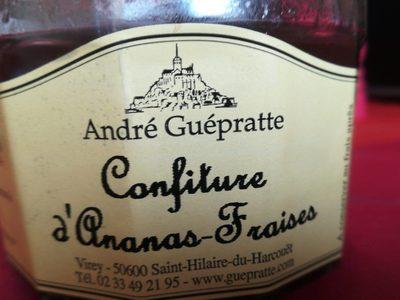 André Guépratte
Confiture
d'Ananas-Fraises
Virey - 50600 Saint-Hilaire-du-Harcouët
Tél. 02 33 49 21 95 - www.guepratte.com